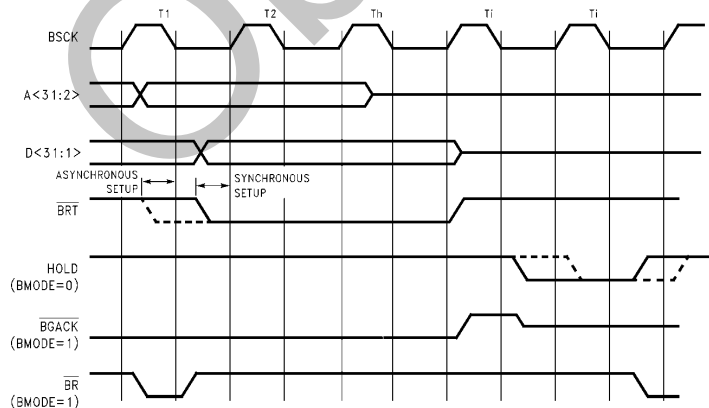 T1 T2 Th Ti Ti
BSCK
A<31:2>
D<31:1>
ASYNCHRONOUS
SETUP
SYNCHRONOUS
SETUP
BRT
HOLD
(BMODE=0)
BGACK
(BMODE=1)
BR
(BMODE=1)